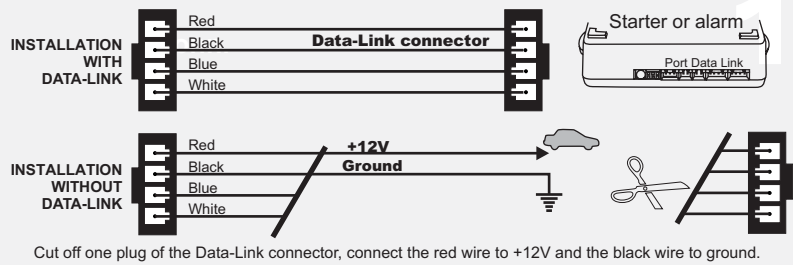 Red
Black
Data-Link connector
Blue
White
INSTALLATION
WITH
DATA-LINK
Starter or alarm
1
Port Data Link
Red
+12V
Black
Ground
Blue
White
INSTALLATION
WITHOUT
DATA-LINK
Cut off one plug of the Data-Link connector, connect the red wire to +12V and the black wire to ground.